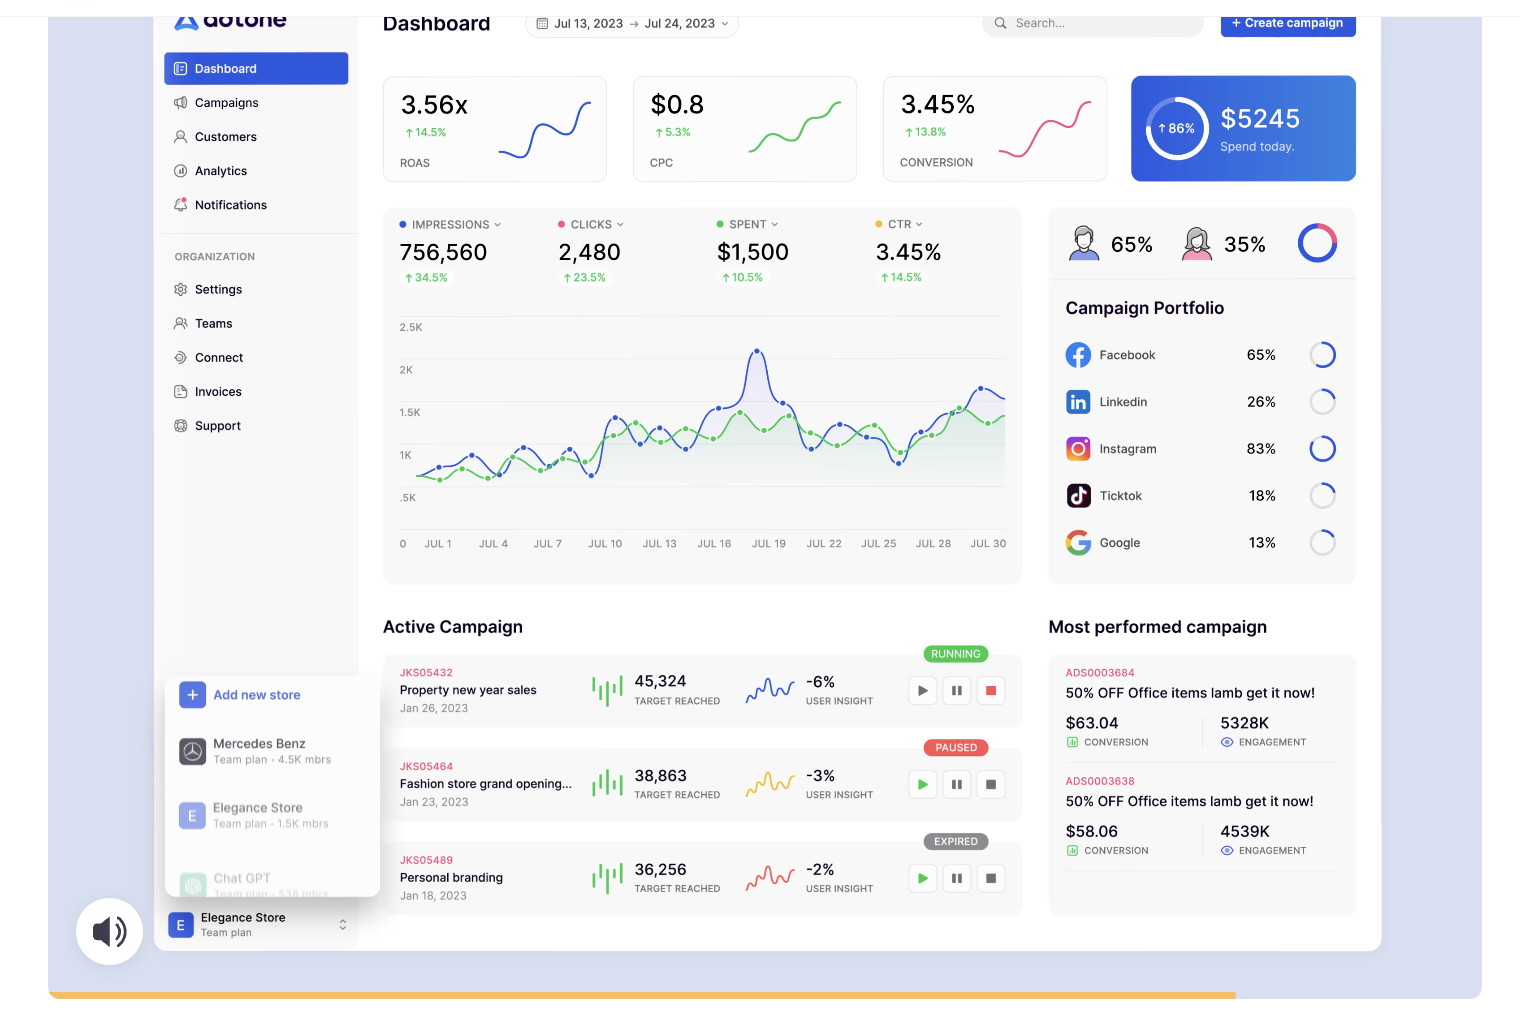 dotone
Dashboard
Jul 13, 2023 → Jul 24, 2023
Search...
+ Create campaign
Dashboard
Campaigns
Customers
Analytics
Notifications
ORGANIZATION
Settings
Teams
Connect
Invoices
Support
Add new store
Mercedes Benz
Team plan • 4.5K mbrs
E
Elegance Store
Team plan • 1.5K mbrs
Chat GPT
Team plan • 538 mbrs
E
Elegance Store
Team plan
3.56x
↑ 14.5%
ROAS
$0.8
↑ 5.3%
CPC
3.45%
↑ 13.8%
CONVERSION
↑ 86%
$5245
Spend today.
IMPRESSIONS
756,560
↑ 34.5%
CLICKS
2,480
↑ 23.5%
SPENT
$1,500
↑ 10.5%
CTR
3.45%
↑ 14.5%
2.5K
2K
1.5K
1K
.5K
0 JUL 1 JUL 4 JUL 7 JUL 10 JUL 13 JUL 16 JUL 19 JUL 22 JUL 25 JUL 28 JUL 30
65%
35%
Campaign Portfolio
Facebook 65%
Linkedin 26%
Instagram 83%
Ticktok 18%
Google 13%
Active Campaign
RUNNING
JKS05432
Property new year sales
Jan 26, 2023
45,324
TARGET REACHED
-6%
USER INSIGHT
PAUSED
JKS05464
Fashion store grand opening...
Jan 23, 2023
38,863
TARGET REACHED
-3%
USER INSIGHT
EXPIRED
JKS05489
Personal branding
Jan 18, 2023
36,256
TARGET REACHED
-2%
USER INSIGHT
Most performed campaign
ADS0003684
50% OFF Office items lamb get it now!
$63.04
CONVERSION
5328K
ENGAGEMENT
ADS0003638
50% OFF Office items lamb get it now!
$58.06
CONVERSION
4539K
ENGAGEMENT